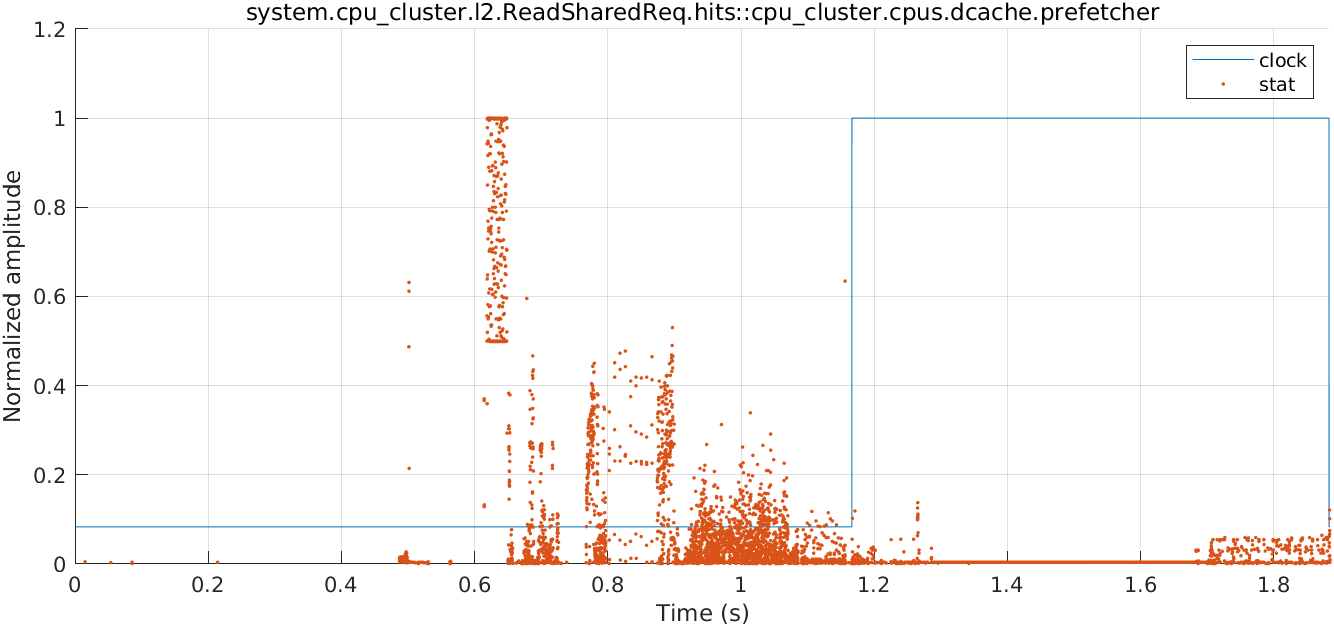 system.cpu_cluster.l2.ReadSharedReq.hits::cpu_cluster.cpus.dcache.prefetcher
1.2
1
0.8
0.6
0.4
0.2
0
Normalized amplitude
clock
stat
0 0.2 0.4 0.6 0.8 1 1.2 1.4 1.6 1.8
Time (s)